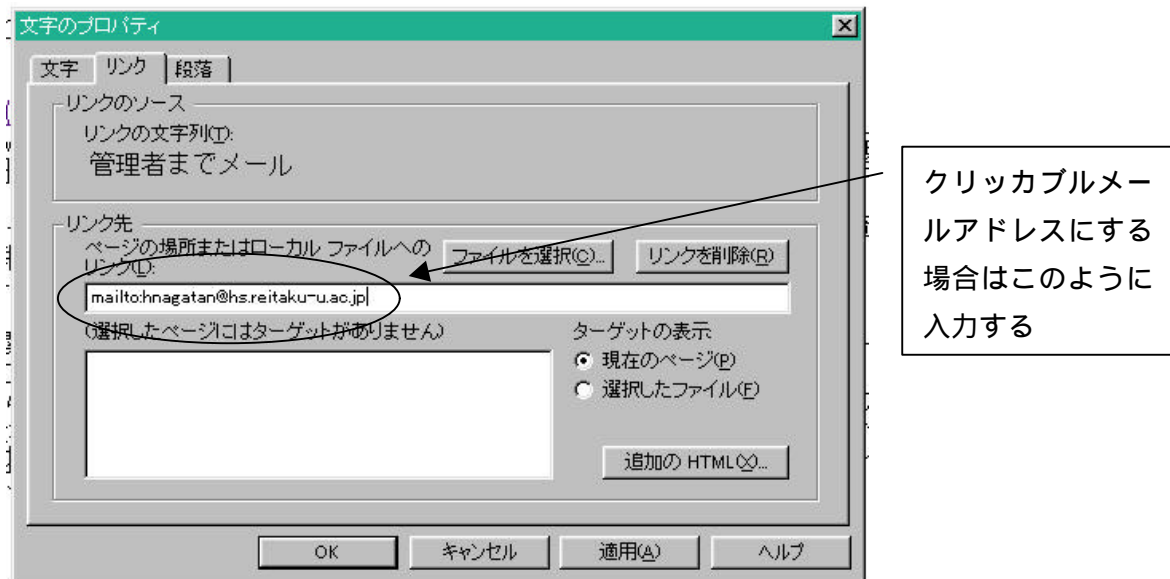 文字のプロパティ
文字 リンク 段落
リンクのソース
リンクの文字列(T):
管理者までメール
リンク先
ページの場所またはローカル ファイルへの
リンク(L):
ファイルを選択(C)...
リンクを削除(R)
mailto:hnagatan@hs.reitaku-u.ac.jp
(選択したページにはターゲットがありません)
ターゲットの表示
現在のページ(P)
選択したファイル(F)
追加の HTML(X)...
OK キャンセル 適用(A) ヘルプ
クリッカブルメー
ルアドレスにする
場合はこのように
入力する